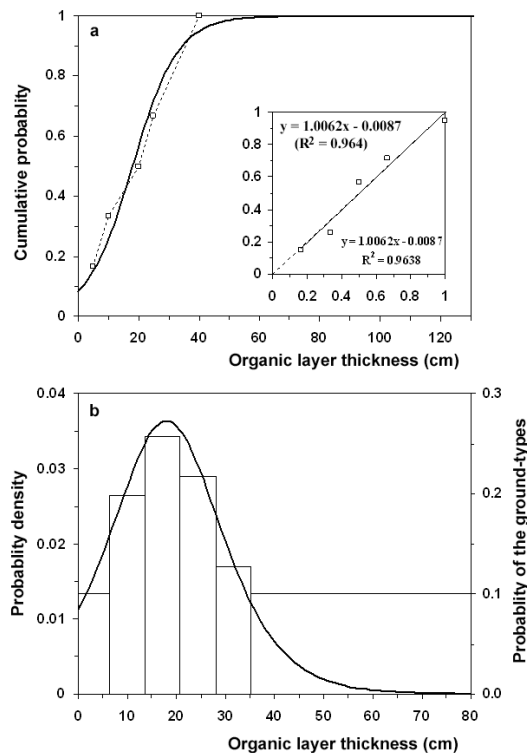 a
Cumulative probablity
1
0.8
0.6
0.4
0.2
0
0 20 40 60 80 100 120
Organic layer thickness (cm)
y = 1.0062x - 0.0087
(R² = 0.964)
y = 1.0062x - 0.0087
R² = 0.9638
1
0.8
0.6
0.4
0.2
0
0.2 0.4 0.6 0.8 1
b
Probablity density
0.04
0.03
0.02
0.01
0
0.3
0.2
0.1
0.0
Probablity of the ground-types
0 10 20 30 40 50 60 70 80
Organic layer thickness (cm)